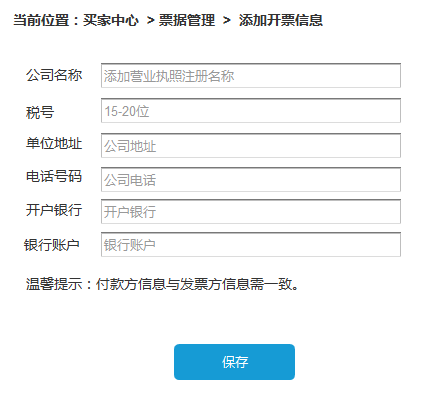 当前位置：买家中心 > 票据管理 > 添加开票信息
公司名称 添加营业执照注册名称
税号 15-20位
单位地址 公司地址
电话号码 公司电话
开户银行 开户银行
银行账户 银行账户
温馨提示：付款方信息与发票方信息需一致。
保存